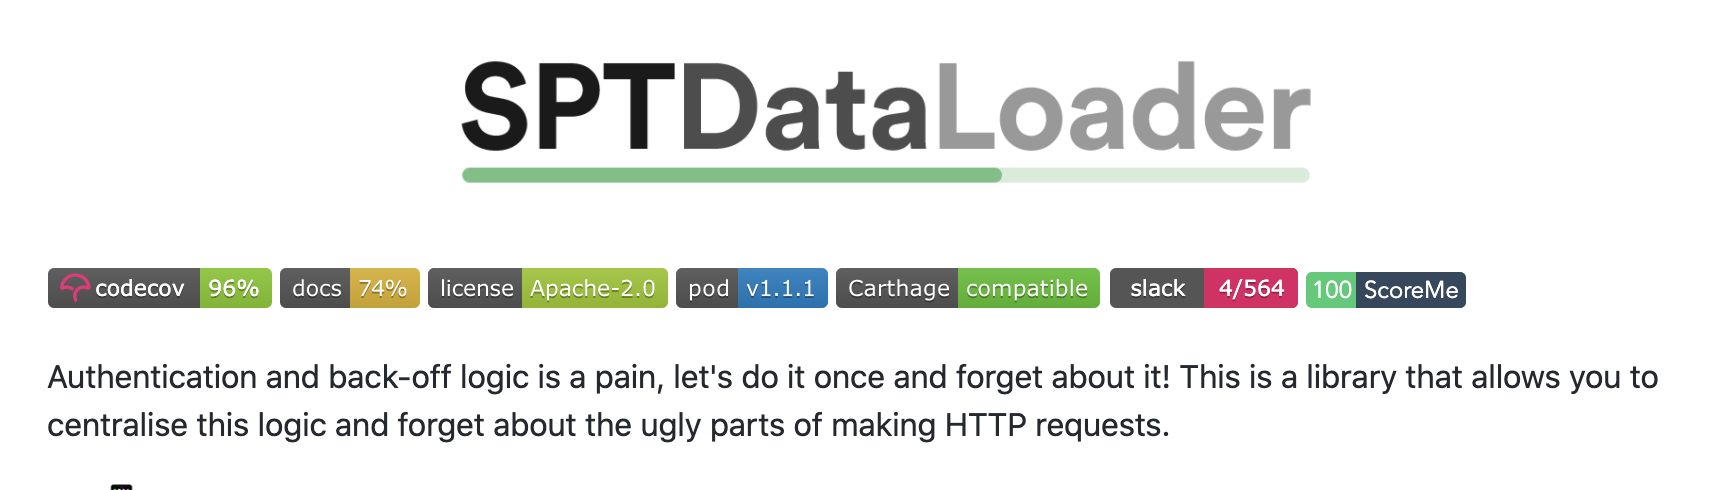 SPTDataLoader
codecov 96% docs 74% license Apache-2.0 pod v1.1.1 Carthage compatible slack 4/564 100 ScoreMe
Authentication and back-off logic is a pain, let's do it once and forget about it! This is a library that allows you to
centralise this logic and forget about the ugly parts of making HTTP requests.